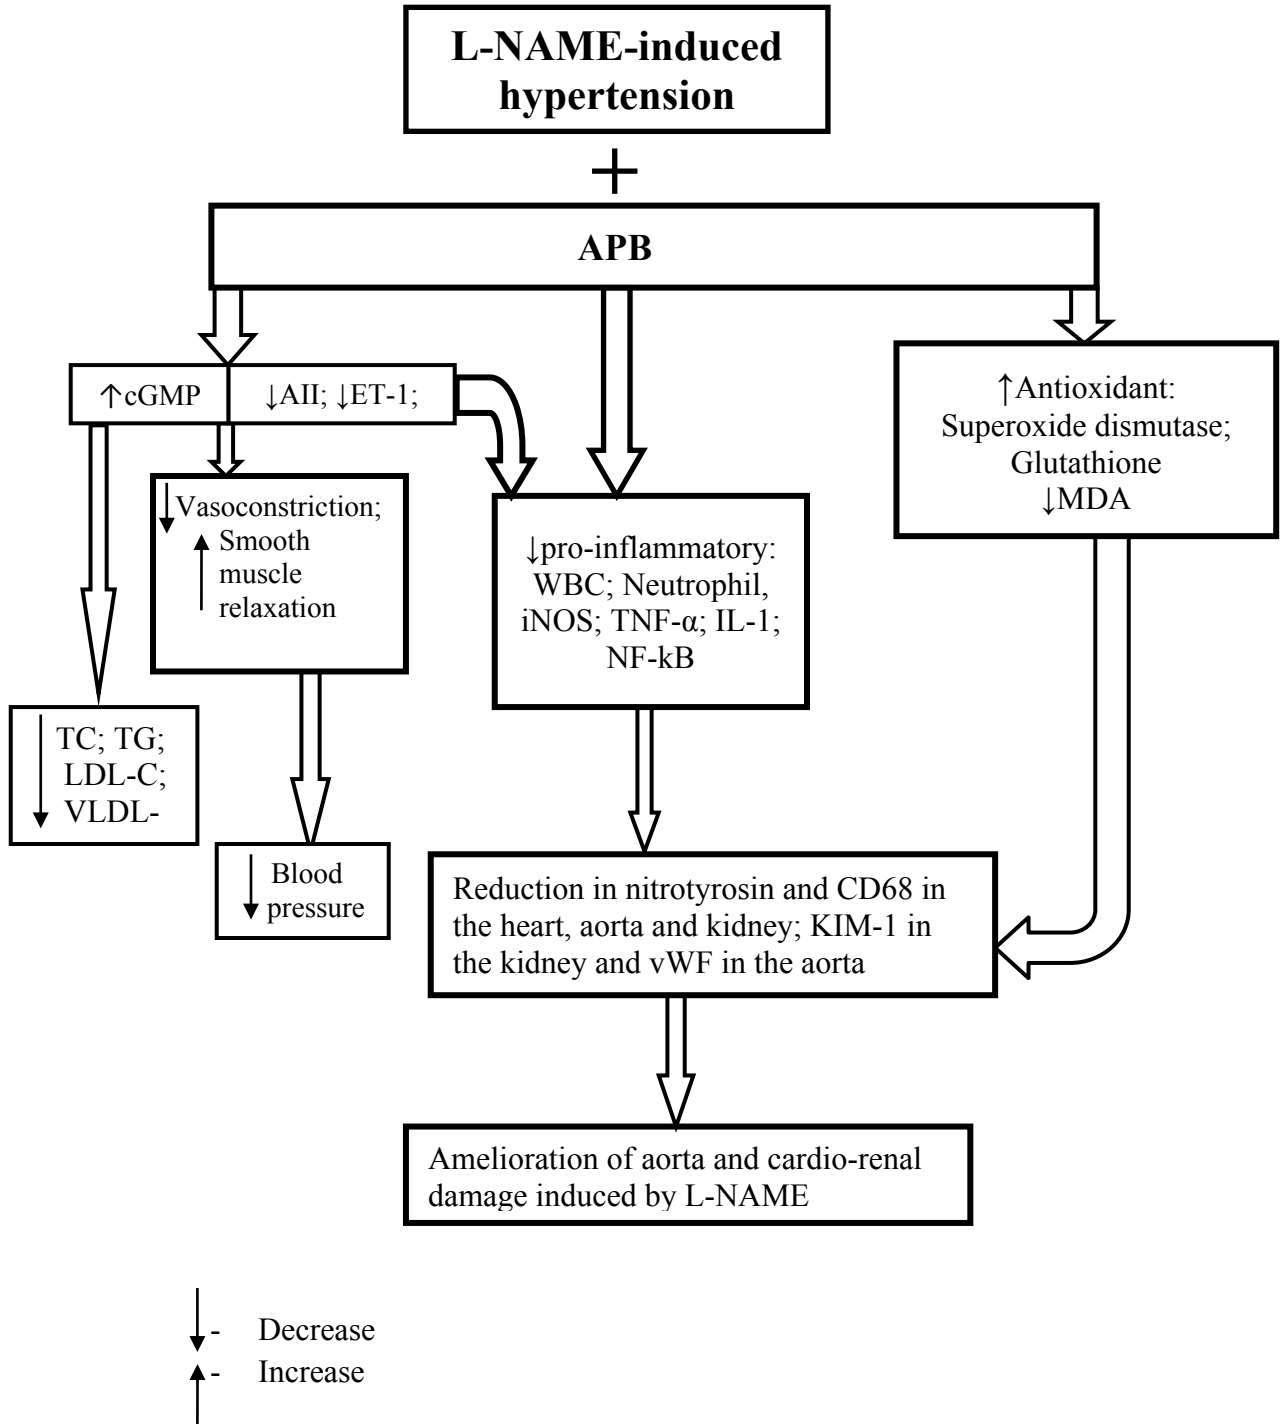 L-NAME-induced
hypertension
+
APB
↑cGMP
↓AII; ↓ET-1;
↑Antioxidant:
Superoxide dismutase;
Glutathione
↓MDA
↓Vasoconstriction;
↑ Smooth
muscle
relaxation
↓pro-inflammatory:
WBC; Neutrophil,
iNOS; TNF-α; IL-1;
NF-kB
↓ TC; TG;
LDL-C;
VLDL-
↓ Blood
pressure
Reduction in nitrotyrosin and CD68 in
the heart, aorta and kidney; KIM-1 in
the kidney and vWF in the aorta
Amelioration of aorta and cardio-renal
damage induced by L-NAME
↓- Decrease
↑- Increase